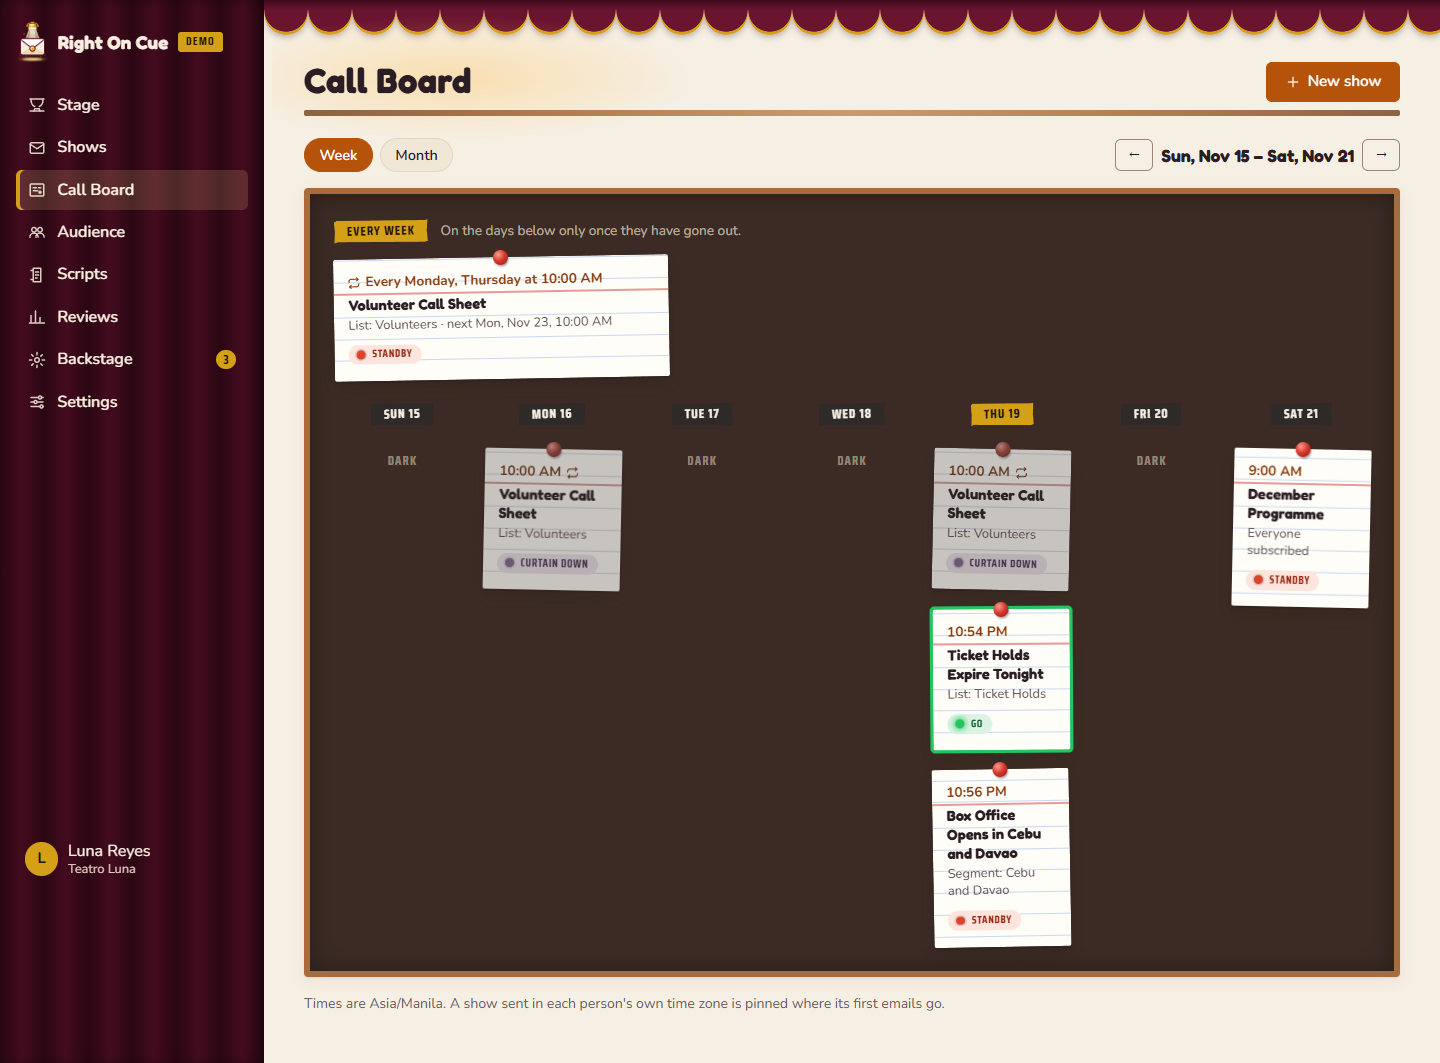 Right On Cue DEMO
Stage
Shows
Call Board
Audience
Scripts
Reviews
Backstage 3
Settings
L Luna Reyes
Teatro Luna
Call Board
+ New show
Week Month
← Sun, Nov 15 – Sat, Nov 21 →
EVERY WEEK On the days below only once they have gone out.
Every Monday, Thursday at 10:00 AM
Volunteer Call Sheet
List: Volunteers · next Mon, Nov 23, 10:00 AM
STANDBY
SUN 15
DARK
MON 16
10:00 AM
Volunteer Call
Sheet
List: Volunteers
CURTAIN DOWN
TUE 17
DARK
WED 18
DARK
THU 19
10:00 AM
Volunteer Call
Sheet
List: Volunteers
CURTAIN DOWN
10:54 PM
Ticket Holds
Expire Tonight
List: Ticket Holds
GO
10:56 PM
Box Office
Opens in Cebu
and Davao
Segment: Cebu
and Davao
STANDBY
FRI 20
DARK
SAT 21
9:00 AM
December
Programme
Everyone
subscribed
STANDBY
Times are Asia/Manila. A show sent in each person's own time zone is pinned where its first emails go.